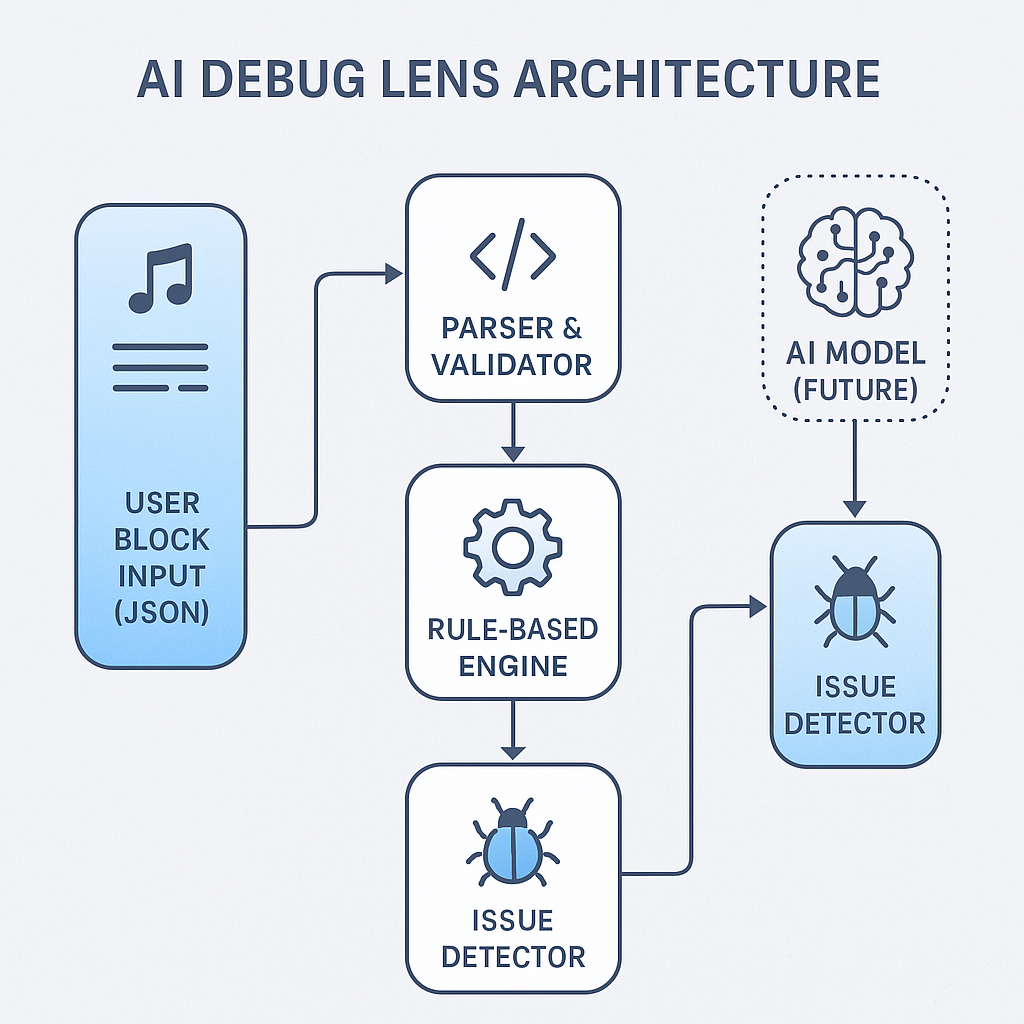 AI DEBUG LENS ARCHITECTURE
USER
BLOCK
INPUT
(JSON)
PARSER &
VALIDATOR
RULE-BASED
ENGINE
ISSUE
DETECTOR
AI MODEL
(FUTURE)
ISSUE
DETECTOR